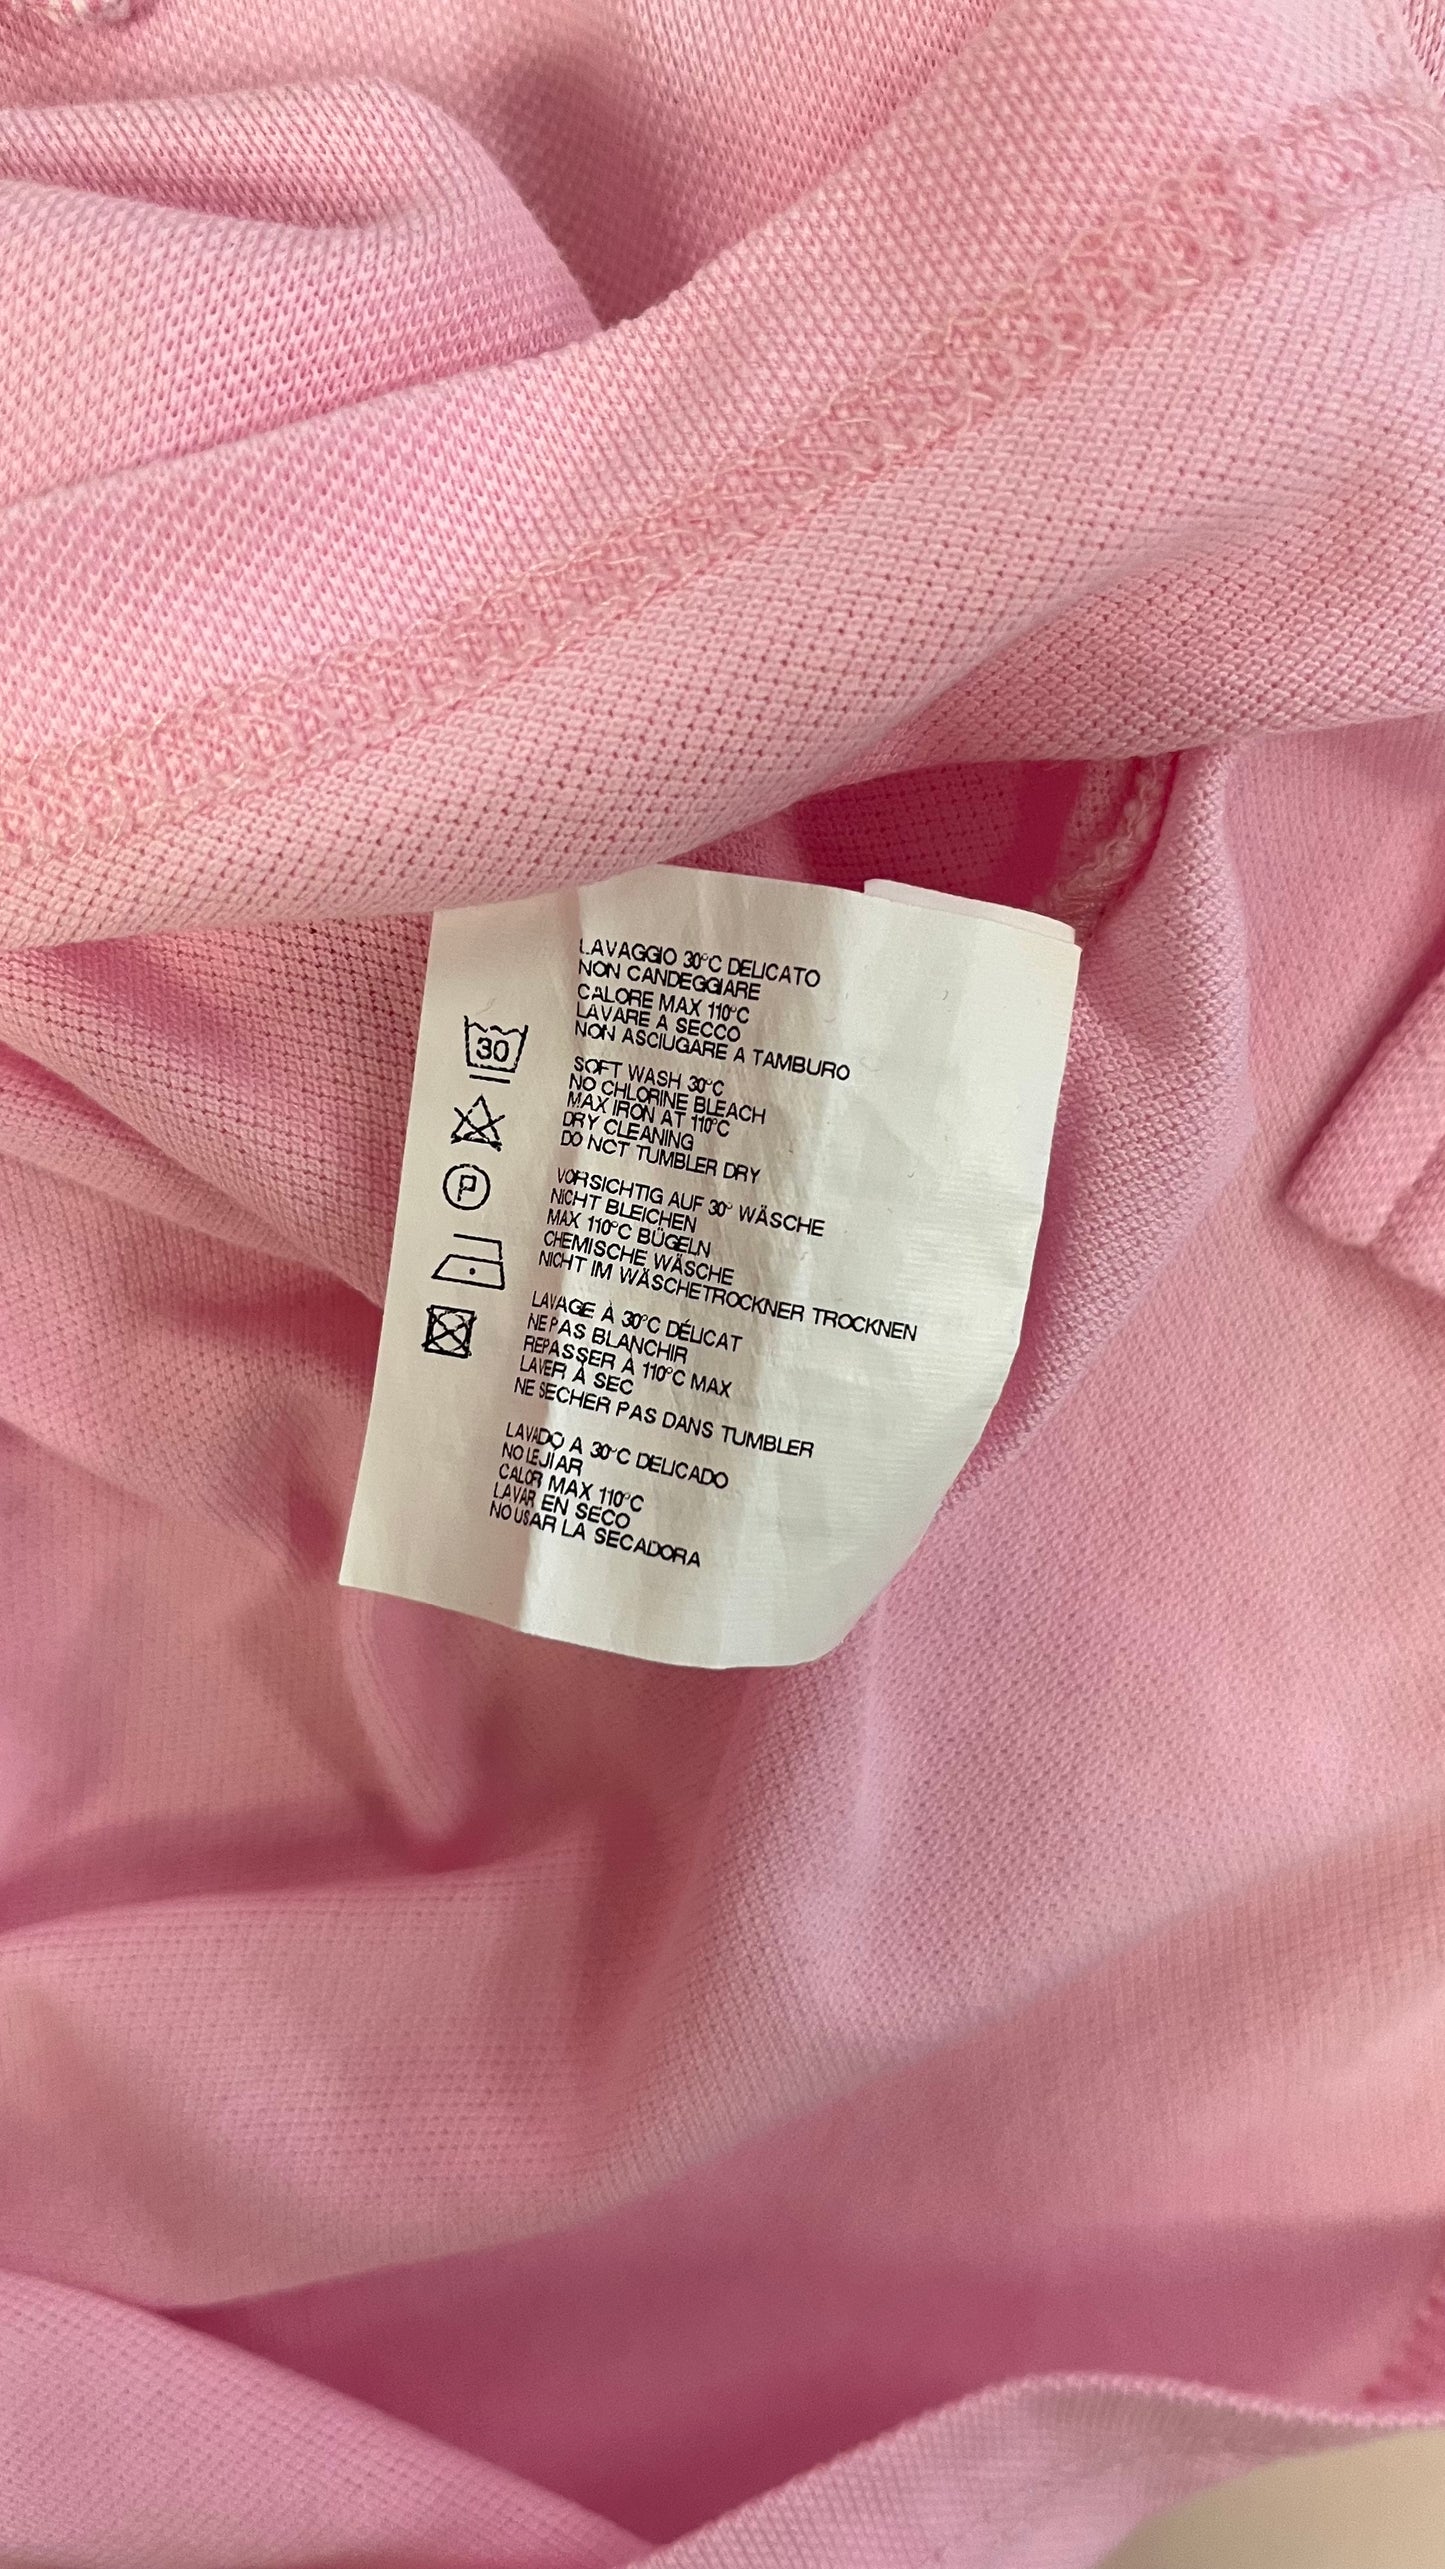 LAVAGGIO 30°C DELICATO
NON CANDEGGIARE
CALORE MAX 110°C
LAVARE A SECCO
NON ASCIUGARE A TAMBURO
SOFT WASH 30°C
NO CHLORINE BLEACH
MAX IRON AT 110°C
DRY CLEANING
DO NCT TUMBLER DRY
VORSICHTIG AUF 30° WÄSCHE
NICHT BLEICHEN
MAX 110°C BÜGELN
CHEMISCHE WÄSCHE
NICHT IM WÄSCHETROCKNER TROCKNEN
LAVAGE À 30°C DÉLICAT
NE PAS BLANCHIR
REPASSER À 110°C MAX
LAVER À SEC
NE SECHER PAS DANS TUMBLER
LAVADO A 30°C DELICADO
NO LEJIAR
CALOR MAX 110°C
LAVAR EN SECO
NO USAR LA SECADORA
30
P